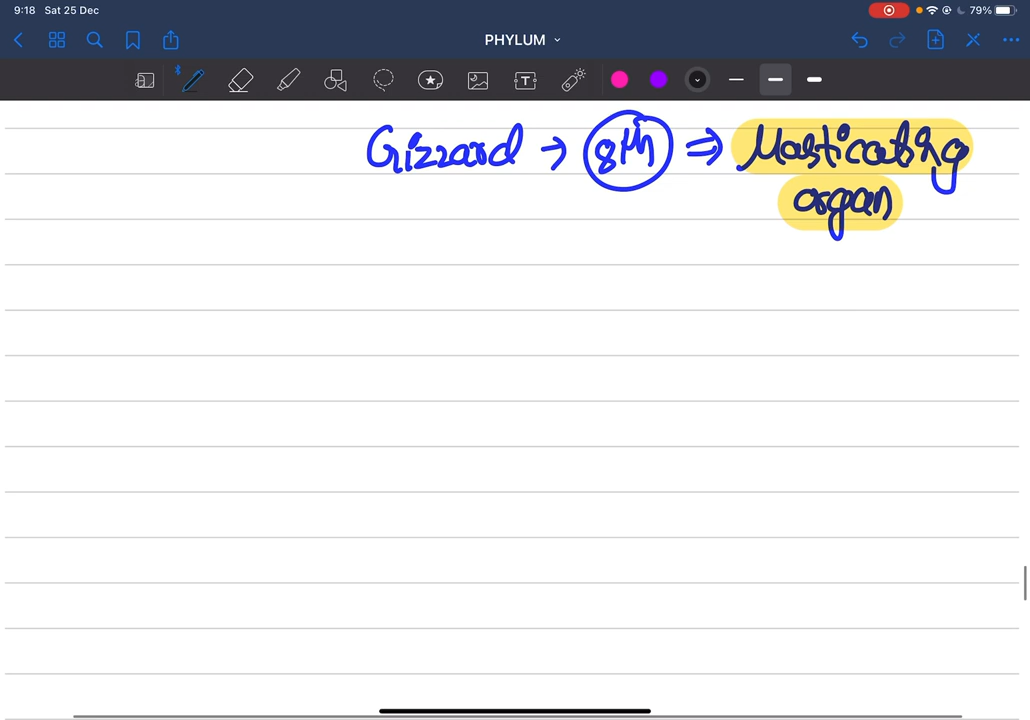 9:18 Sat 25 Dec 79%
PHYLUM
T
Gizzard → 8th ⇒ Masticating
organ